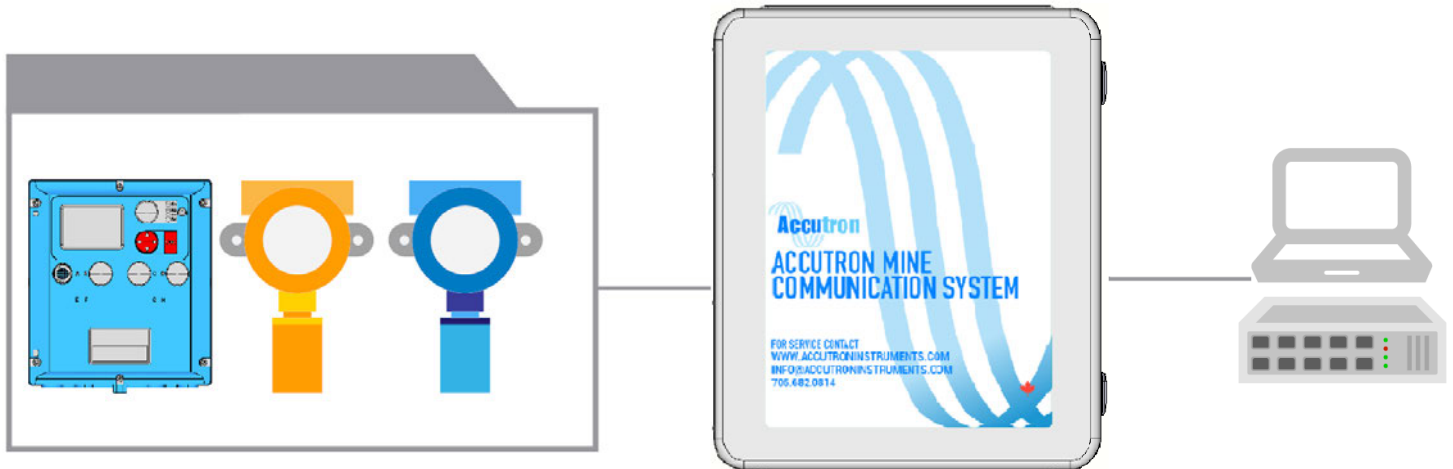 Accutron
ACCUTRON MINE
COMMUNICATION SYSTEM
FOR SERVICE CONTACT
WWW.ACCUTRONINSTRUMENTS.COM
INFO@ACCUTRONINSTRUMENTS.COM
705.682.0814